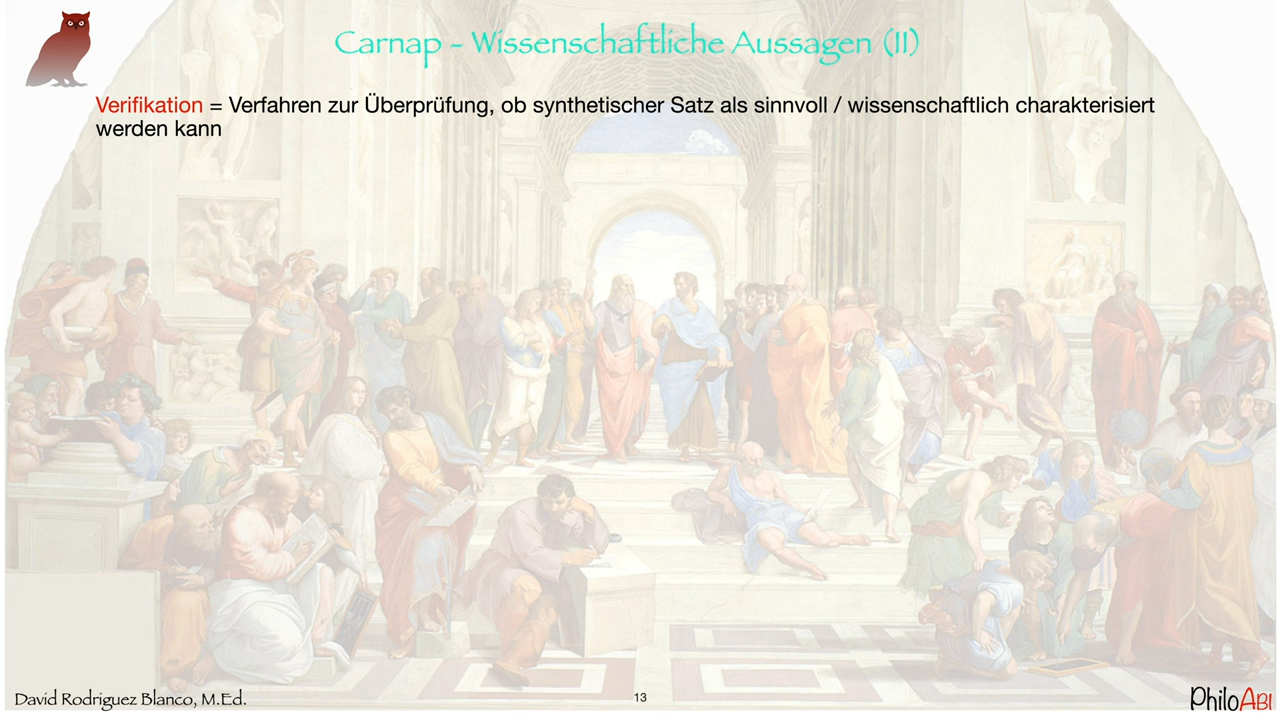 Carnap - Wissenschaftliche Aussagen (II)
Verifikation = Verfahren zur Überprüfung, ob synthetischer Satz als sinnvoll / wissenschaftlich charakterisiert
werden kann
David Rodríguez Blanco, M.Ed.
13
PhiloABI